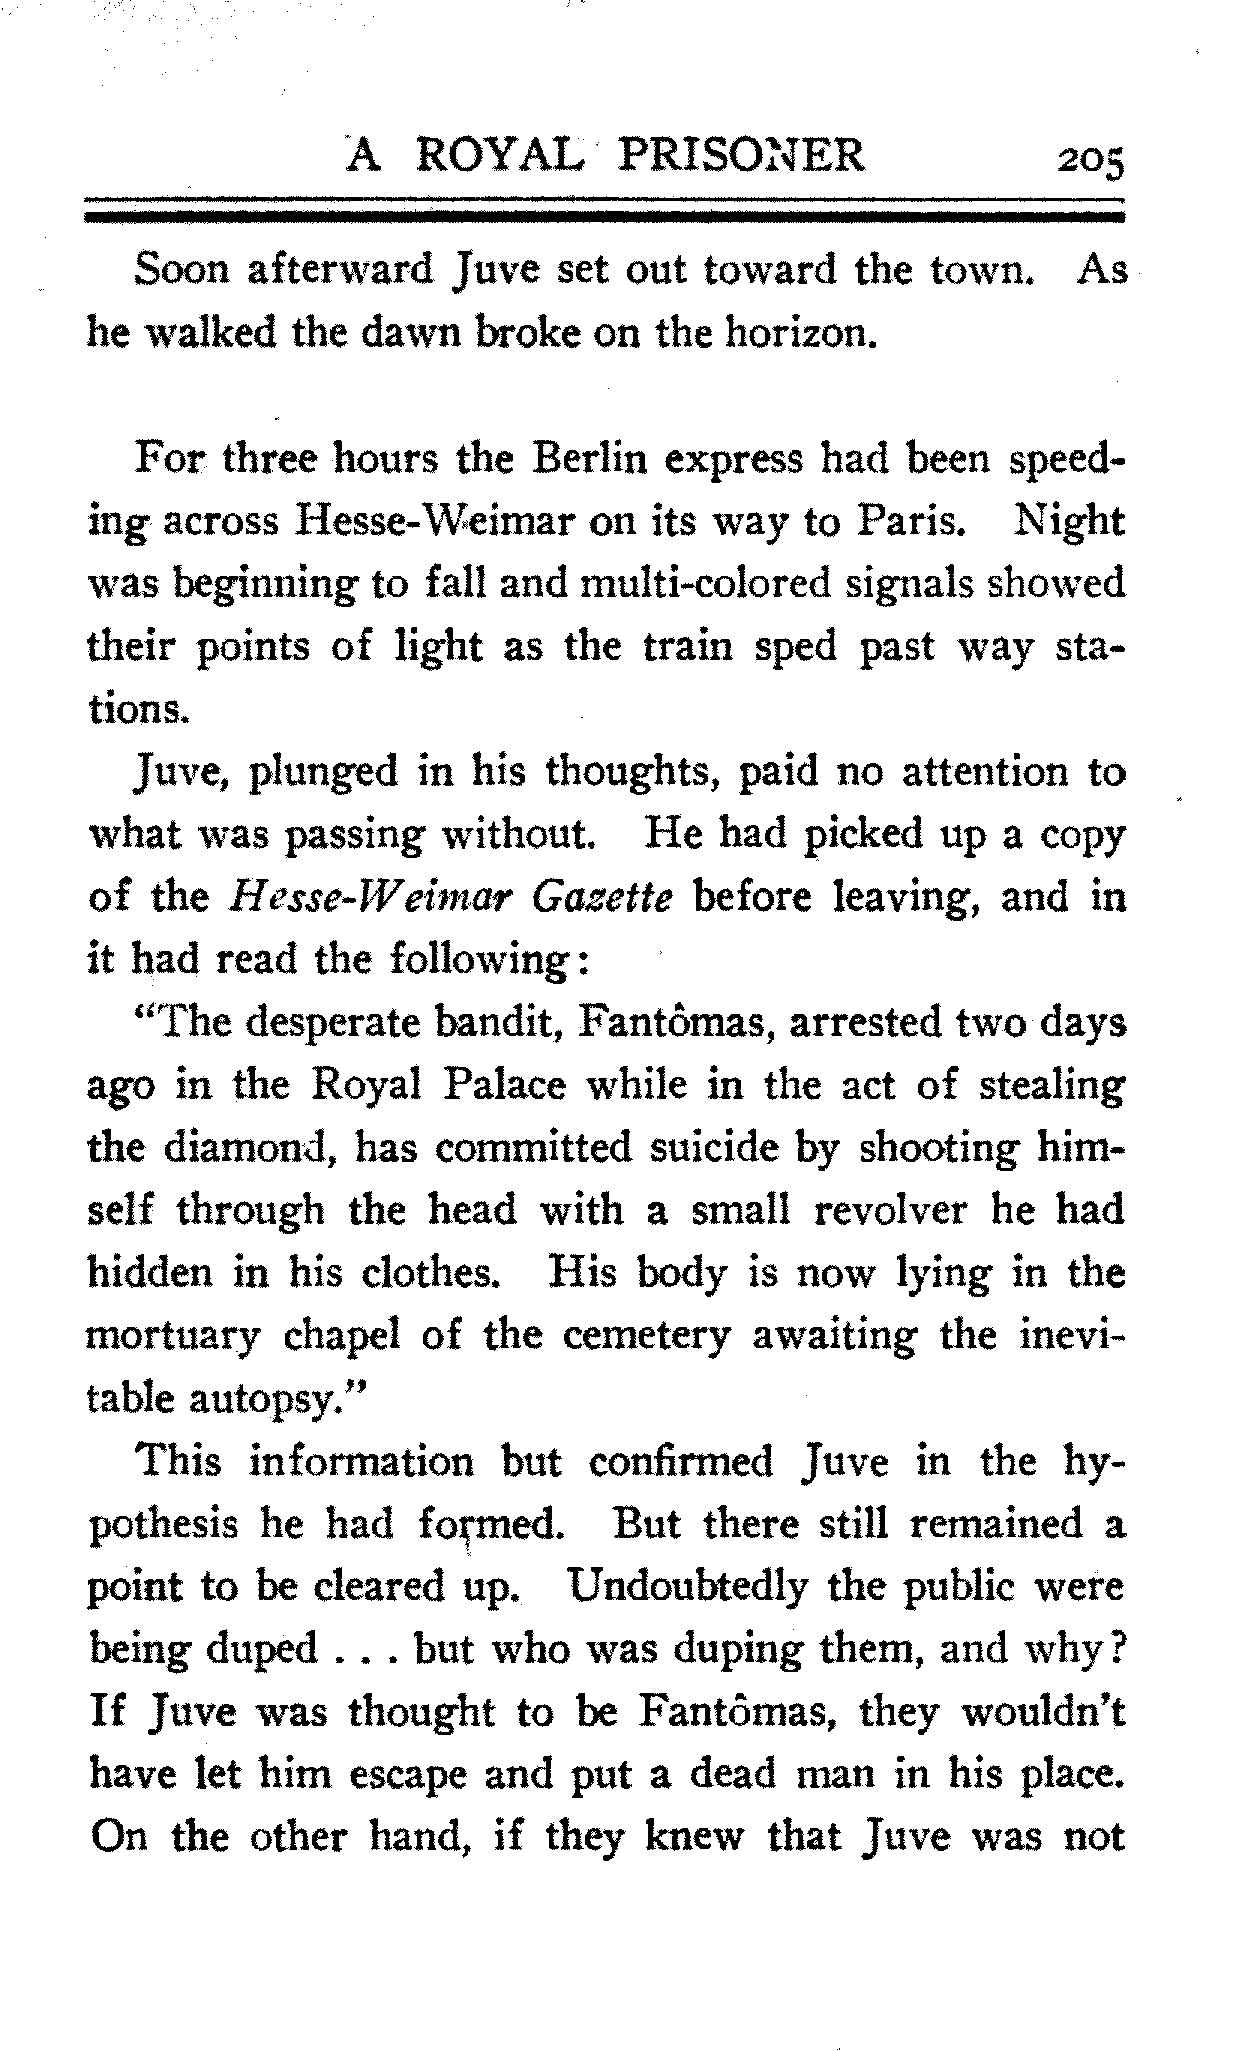 A ROYAL PRISONER 205
Soon afterward Juve set out toward the town. As
he walked the dawn broke on the horizon.
For three hours the Berlin express had been speed-
ing across Hesse-Weimar on its way to Paris. Night
was beginning to fall and multi-colored signals showed
their points of light as the train sped past way sta-
tions.
Juve, plunged in his thoughts, paid no attention to
what was passing without. He had picked up a copy
of the Hesse-Weimar Gazette before leaving, and in
it had read the following:
"The desperate bandit, Fantômas, arrested two days
ago in the Royal Palace while in the act of stealing
the diamond, has committed suicide by shooting him-
self through the head with a small revolver he had
hidden in his clothes. His body is now lying in the
mortuary chapel of the cemetery awaiting the inevi-
table autopsy."
This information but confirmed Juve in the hy-
pothesis he had formed. But there still remained a
point to be cleared up. Undoubtedly the public were
being duped . . . but who was duping them, and why?
If Juve was thought to be Fantômas, they wouldn't
have let him escape and put a dead man in his place.
On the other hand, if they knew that Juve was not